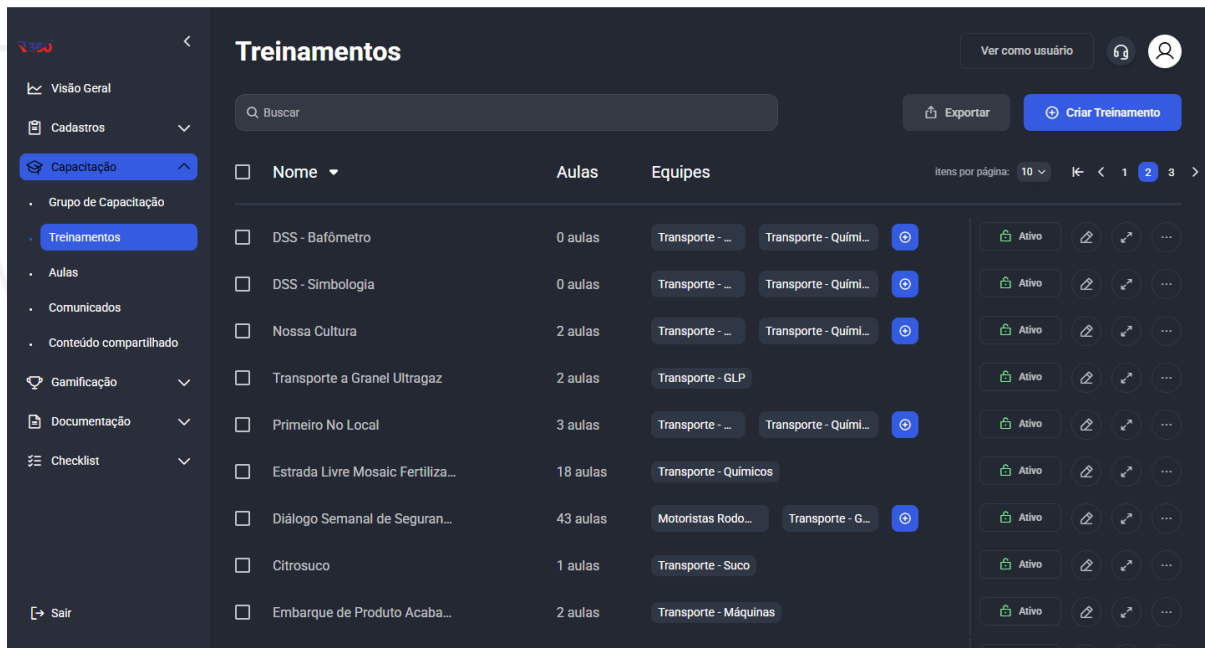 R360
Treinamentos
Ver como usuário
Visão Geral
Cadastros
Capacitação
Grupo de Capacitação
Treinamentos
Aulas
Comunicados
Conteúdo compartilhado
Gamificação
Documentação
Checklist
Sair
Buscar
Exportar
Criar Treinamento
Nome Aulas Equipes itens por página: 10 1 2 3
DSS - Bafômetro 0 aulas Transporte - ... Transporte - Quími... Ativo
DSS - Simbologia 0 aulas Transporte - ... Transporte - Quími... Ativo
Nossa Cultura 2 aulas Transporte - ... Transporte - Quími... Ativo
Transporte a Granel Ultragaz 2 aulas Transporte - GLP Ativo
Primeiro No Local 3 aulas Transporte - ... Transporte - Quími... Ativo
Estrada Livre Mosaic Fertiliza... 18 aulas Transporte - Químicos Ativo
Diálogo Semanal de Seguran... 43 aulas Motoristas Rodo... Transporte - G... Ativo
Citrosuco 1 aulas Transporte - Suco Ativo
Embarque de Produto Acaba... 2 aulas Transporte - Máquinas Ativo